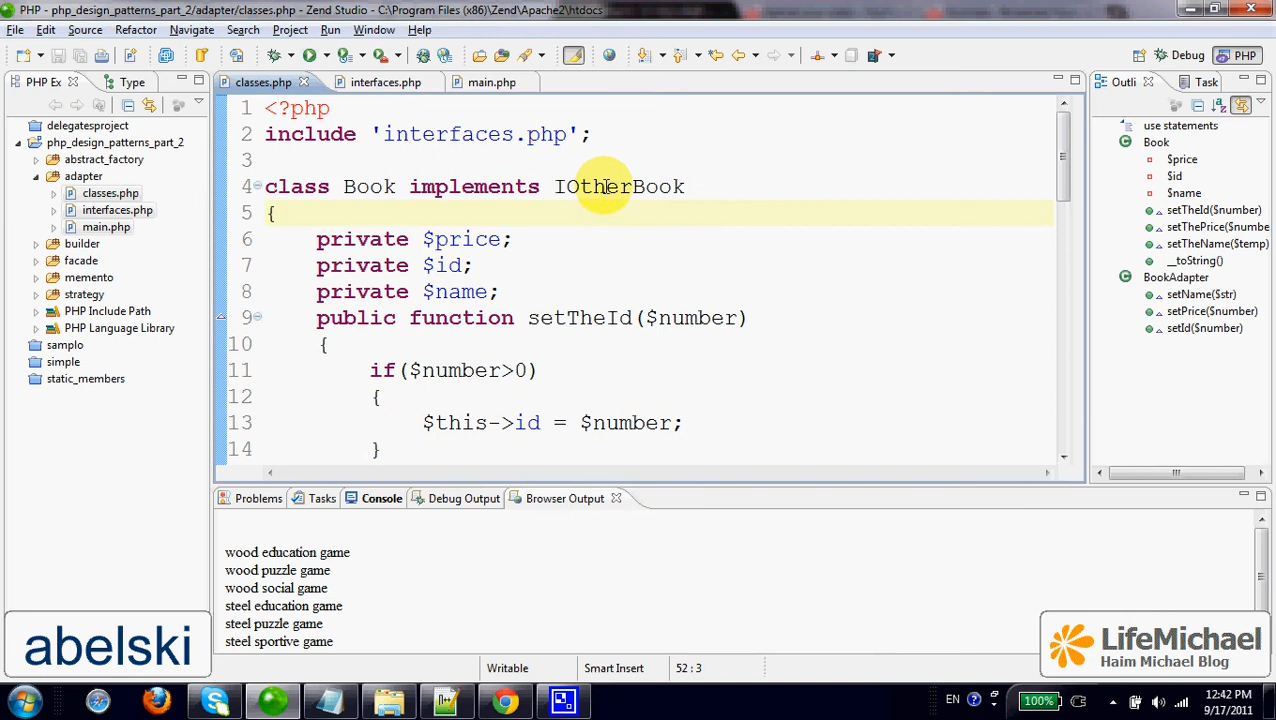 PHP - php_design_patterns_part_2/adapter/classes.php - Zend Studio - C:\Program Files (x86)\Zend\Apache2\htdocs
File Edit Source Refactor Navigate Search Project Run Window Help
Debug PHP
PHP Ex Type
classes.php interfaces.php main.php
Outli Task
delegatesproject
php_design_patterns_part_2
abstract_factory
adapter
classes.php
interfaces.php
main.php
builder
facade
memento
strategy
PHP Include Path
PHP Language Library
samplo
simple
static_members
1 <?php
2 include 'interfaces.php';
3
4 class Book implements IOtherBook
5 {
6 private $price;
7 private $id;
8 private $name;
9 public function setTheId($number)
10 {
11 if($number>0)
12 {
13 $this->id = $number;
14 }
use statements
Book
$price
$id
$name
setTheId($number)
setThePrice($numbe
setTheName($temp)
__toString()
BookAdapter
setName($str)
setPrice($number)
setId($number)
Problems Tasks Console Debug Output Browser Output
wood education game
wood puzzle game
wood social game
steel education game
steel puzzle game
steel sportive game
abelski
LifeMichael
Haim Michael Blog
Writable Smart Insert 52 : 3
EN 100% 12:42 PM
9/17/2011